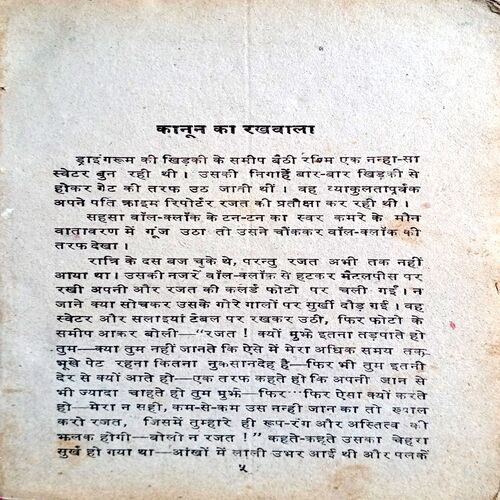 कानून का रखवाला
ड्राइंगरूम की खिड़की के समीप बैठी रश्मि एक नन्हा-सा
स्वेटर बुन रही थी। उसकी निगाहें बार-बार खिड़की से
होकर गेट की तरफ उठ जाती थीं। वह व्याकुलतापूर्वक
अपने पति क्राइम रिपोर्टर रजत की प्रतीक्षा कर रही थी।
सहसा वॉल-क्लॉक के टन-टन का स्वर कमरे के मौन
वातावरण में गूंज उठा तो उसने चौंककर वॉल-क्लॉक की
तरफ देखा।
रात्रि के दस बज चुके थे, परन्तु रजत अभी तक नहीं
आया था। उसकी नजरें वॉल-क्लॉक से हटकर मैंटलपीस पर
रखी अपनी और रजत की कलर्ड फोटो पर चली गईं। न
जाने क्या सोचकर उसके गोरे गालों पर सुर्खी दौड़ गई। वह
स्वेटर और सलाइयां टेबल पर रखकर उठी, फिर फोटो के
समीप आकर बोली—"रजत! क्यों मुझे इतना तड़पाते हो
तुम—क्या तुम नहीं जानते कि ऐसे में मेरा अधिक समय तक
भूखे पेट रहना कितना नुकसानदेह है—फिर भी तुम इतनी
देर से क्यों आते हो—एक तरफ कहते हो कि अपनी जान से
भी ज्यादा चाहते हो तुम मुझे—फिर···फिर ऐसा क्यों करते
हो—मेरा न सही, कम-से-कम उस नन्ही जान का तो ख्याल
करो रजत, जिसमें तुम्हारे ही रूप-रंग और अस्तित्व की
झलक होगी—बोलो न रजत!" कहते-कहते उसका चेहरा
सुर्ख हो गया था—आंखों में लाली उभर आई थी और पलकें
५